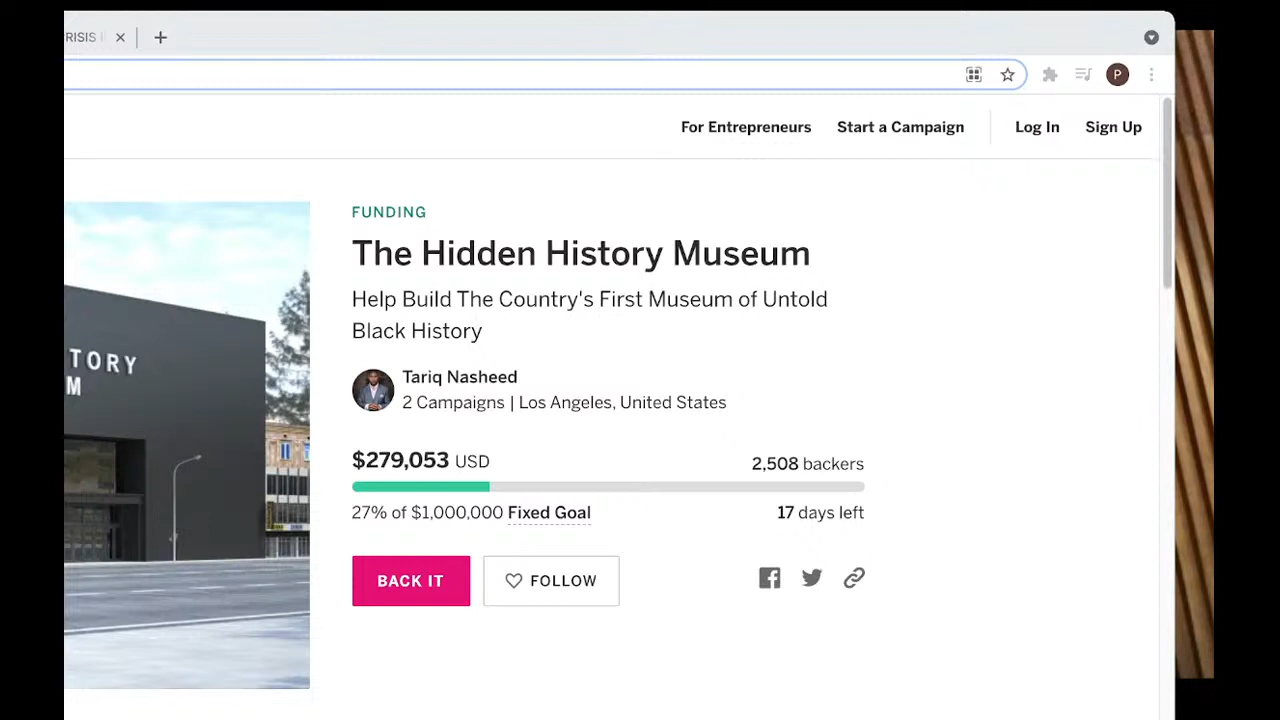 RISIS
For Entrepreneurs
Start a Campaign
Log In
Sign Up
P
FUNDING
The Hidden History Museum
Help Build The Country's First Museum of Untold
Black History
Tariq Nasheed
2 Campaigns | Los Angeles, United States
$279,053 USD
2,508 backers
27% of $1,000,000 Fixed Goal
17 days left
BACK IT
FOLLOW
TORY
M